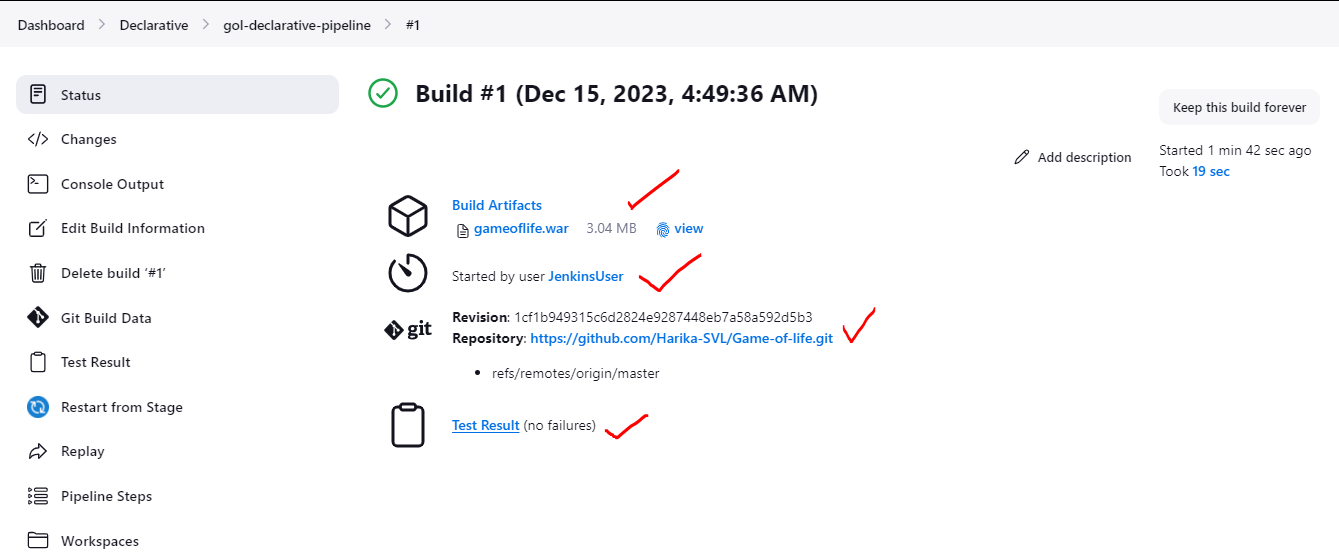 Dashboard > Declarative > gol-declarative-pipeline > #1
Status
Changes
Console Output
Edit Build Information
Delete build ‘#1’
Git Build Data
Test Result
Restart from Stage
Replay
Pipeline Steps
Workspaces
Build #1 (Dec 15, 2023, 4:49:36 AM)
Keep this build forever
Add description
Started 1 min 42 sec ago
Took 19 sec
Build Artifacts
gameoflife.war 3.04 MB view
Started by user JenkinsUser
git
Revision: 1cf1b949315c6d2824e9287448eb7a58a592d5b3
Repository: https://github.com/Harika-SVL/Game-of-life.git
• refs/remotes/origin/master
Test Result (no failures)